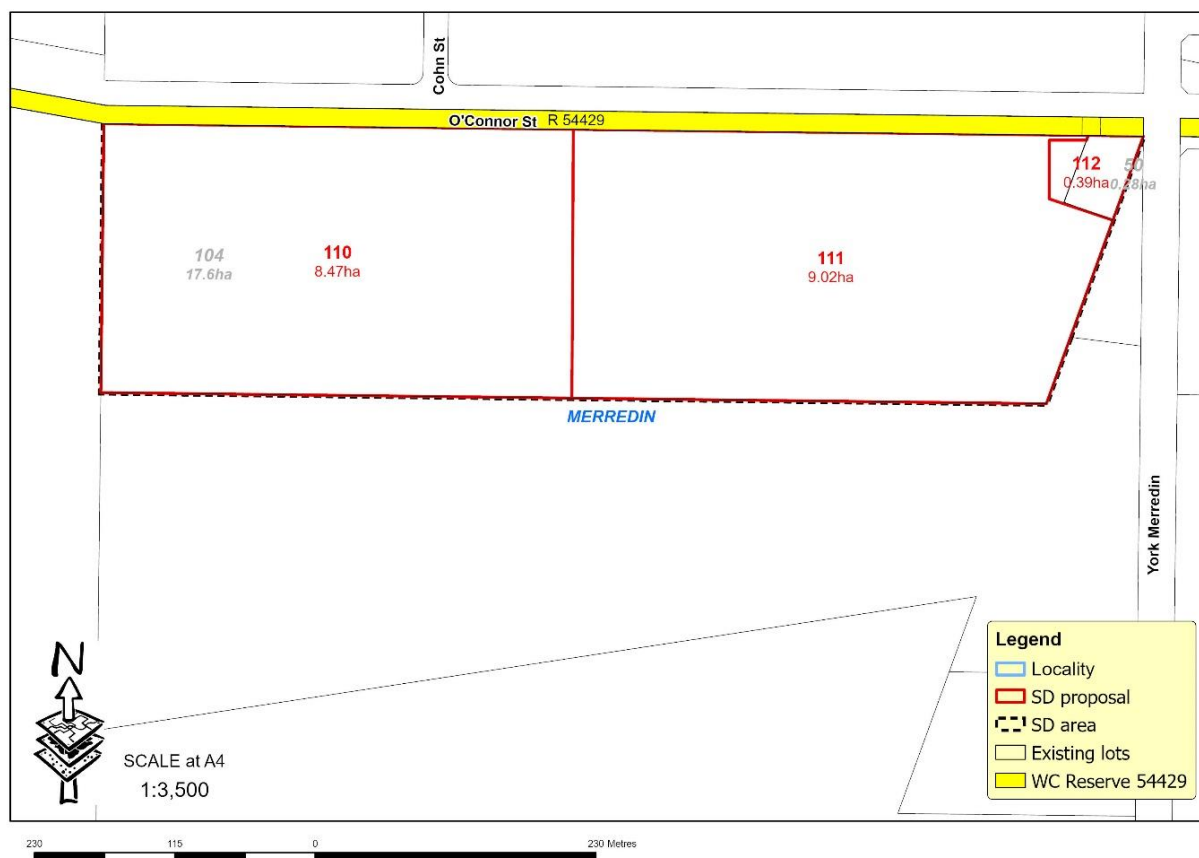 Cohn St
O'Connor St R 54429
112
0.39ha
50
0.28ha
104
17.6ha
110
8.47ha
111
9.02ha
MERREDIN
York Merredin
N
SCALE at A4
1:3,500
Legend
Locality
SD proposal
SD area
Existing lots
WC Reserve 54429
230 115 0 230 Metres